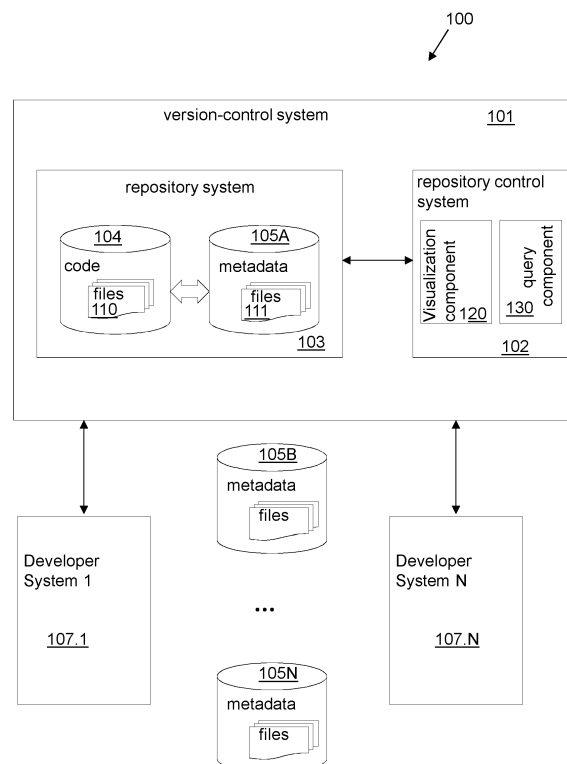 100
version-control system
101
repository system
104
code
files
110
105A
metadata
files
111
103
repository control
system
Visualization
component
120
query
component
130
102
105B
metadata
files
Developer
System 1
107.1
...
Developer
System N
107.N
105N
metadata
files